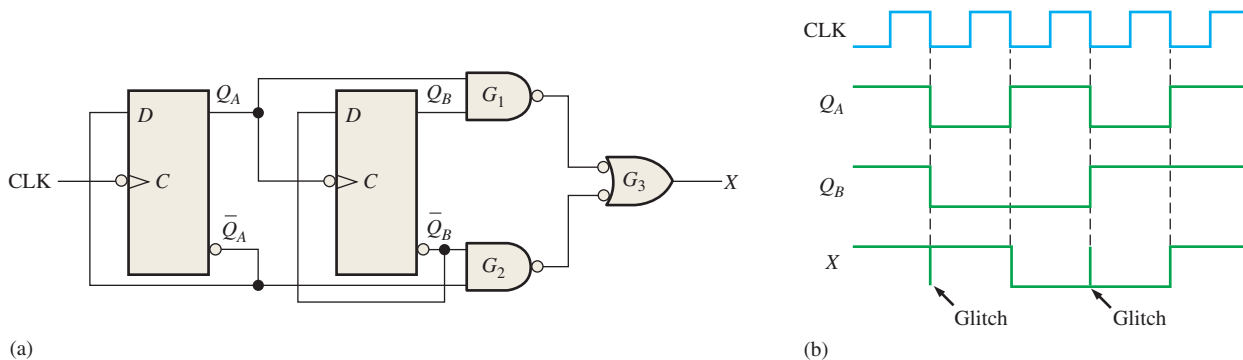 Q_A
Q_B
G_1
D
D
CLK
C
C
G_3
X
Q̅_A
Q̅_B
G_2
(a)
CLK
Q_A
Q_B
X
Glitch
Glitch
(b)